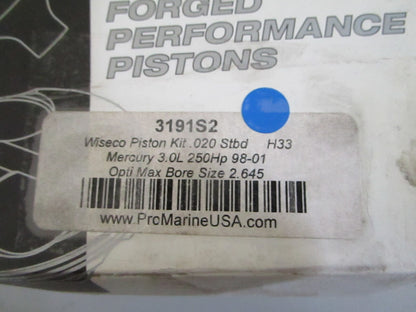 FORGED
PERFORMANCE
PISTONS
3191S2
Wiseco Piston Kit .020 Stbd H33
Mercury 3.0L 250Hp 98-01
Opti Max Bore Size 2.645
www.ProMarineUSA.com